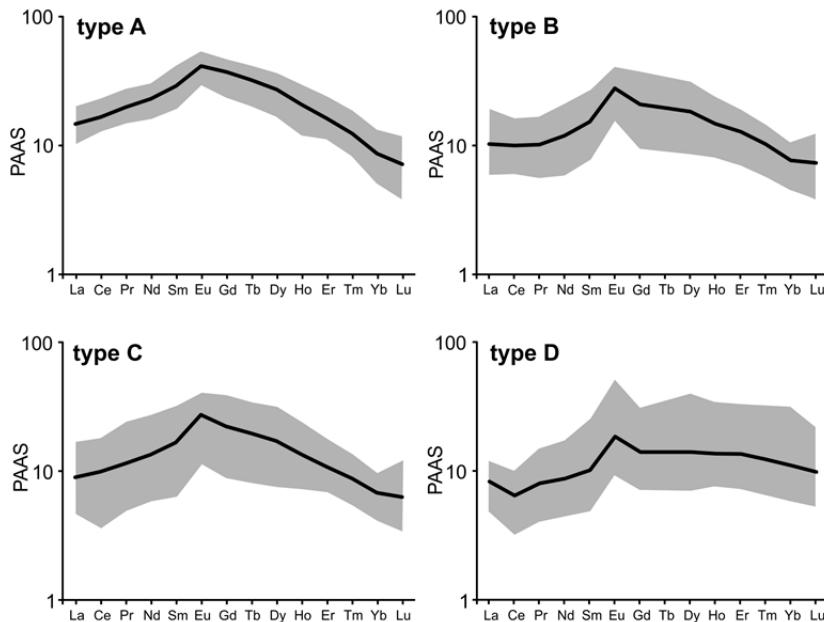 type A
100
10
1
PAAS
La Ce Pr Nd Sm Eu Gd Tb Dy Ho Er Tm Yb Lu
type B
100
10
1
PAAS
La Ce Pr Nd Sm Eu Gd Tb Dy Ho Er Tm Yb Lu
type C
100
10
1
PAAS
La Ce Pr Nd Sm Eu Gd Tb Dy Ho Er Tm Yb Lu
type D
100
10
1
PAAS
La Ce Pr Nd Sm Eu Gd Tb Dy Ho Er Tm Yb Lu